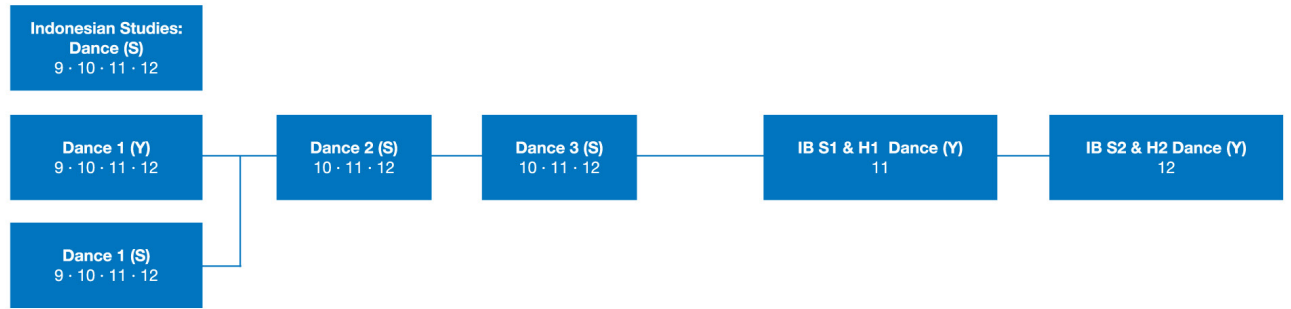 Indonesian Studies:
Dance (S)
9 · 10 · 11 · 12
Dance 1 (Y)
9 · 10 · 11 · 12
Dance 2 (S)
10 · 11 · 12
Dance 3 (S)
10 · 11 · 12
IB S1 & H1  Dance (Y)
11
IB S2 & H2 Dance (Y)
12
Dance 1 (S)
9 · 10 · 11 · 12